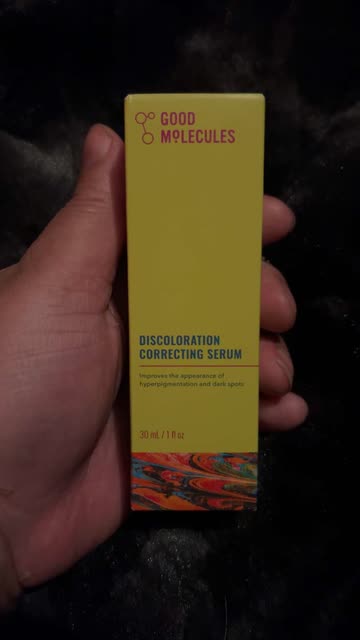 GOOD
MOLECULES
DISCOLORATION
CORRECTING SERUM
Improves the appearance of
hyperpigmentation and dark spots
30 mL / 1 fl oz